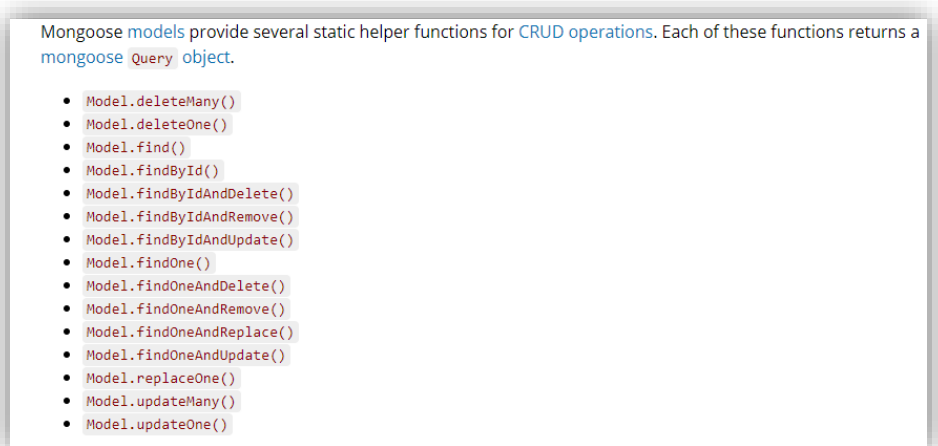 Mongoose models provide several static helper functions for CRUD operations. Each of these functions returns a
mongoose Query object.
• Model.deleteMany()
• Model.deleteOne()
• Model.find()
• Model.findById()
• Model.findByIdAndDelete()
• Model.findByIdAndRemove()
• Model.findByIdAndUpdate()
• Model.findOne()
• Model.findOneAndDelete()
• Model.findOneAndRemove()
• Model.findOneAndReplace()
• Model.findOneAndUpdate()
• Model.replaceOne()
• Model.updateMany()
• Model.updateOne()